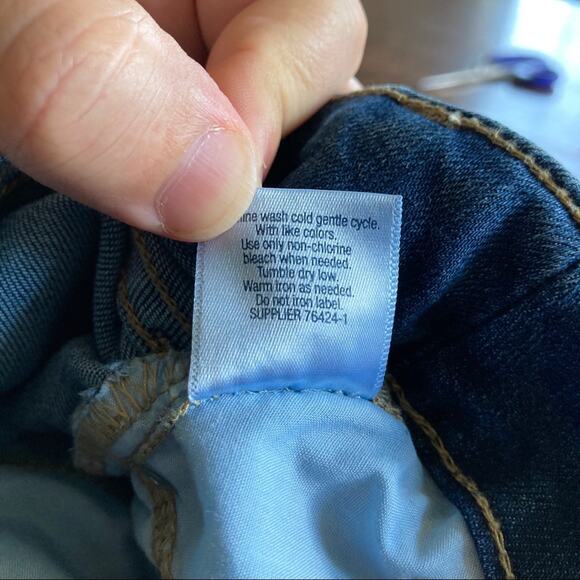 ine wash cold gentle cycle.
With like colors.
Use only non-chlorine
bleach when needed.
Tumble dry low.
Warm iron as needed.
Do not iron label.
SUPPLIER 76424-1